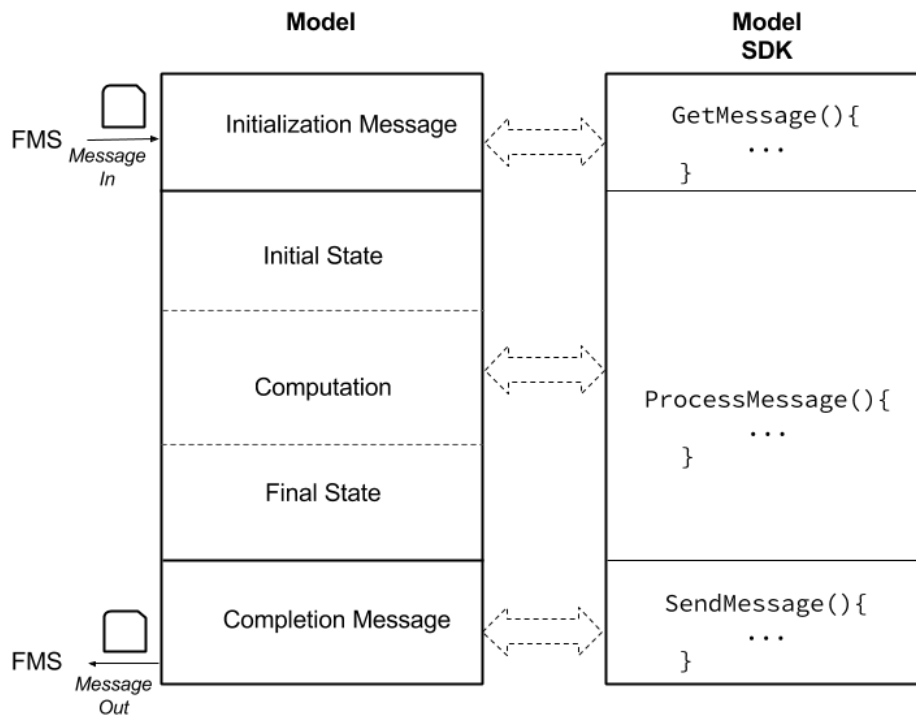 Model
Model
SDK
FMS
Message
In
Initialization Message
GetMessage(){
...
}
Initial State
Computation
Final State
ProcessMessage(){
...
}
Completion Message
SendMessage(){
...
}
FMS
Message
Out